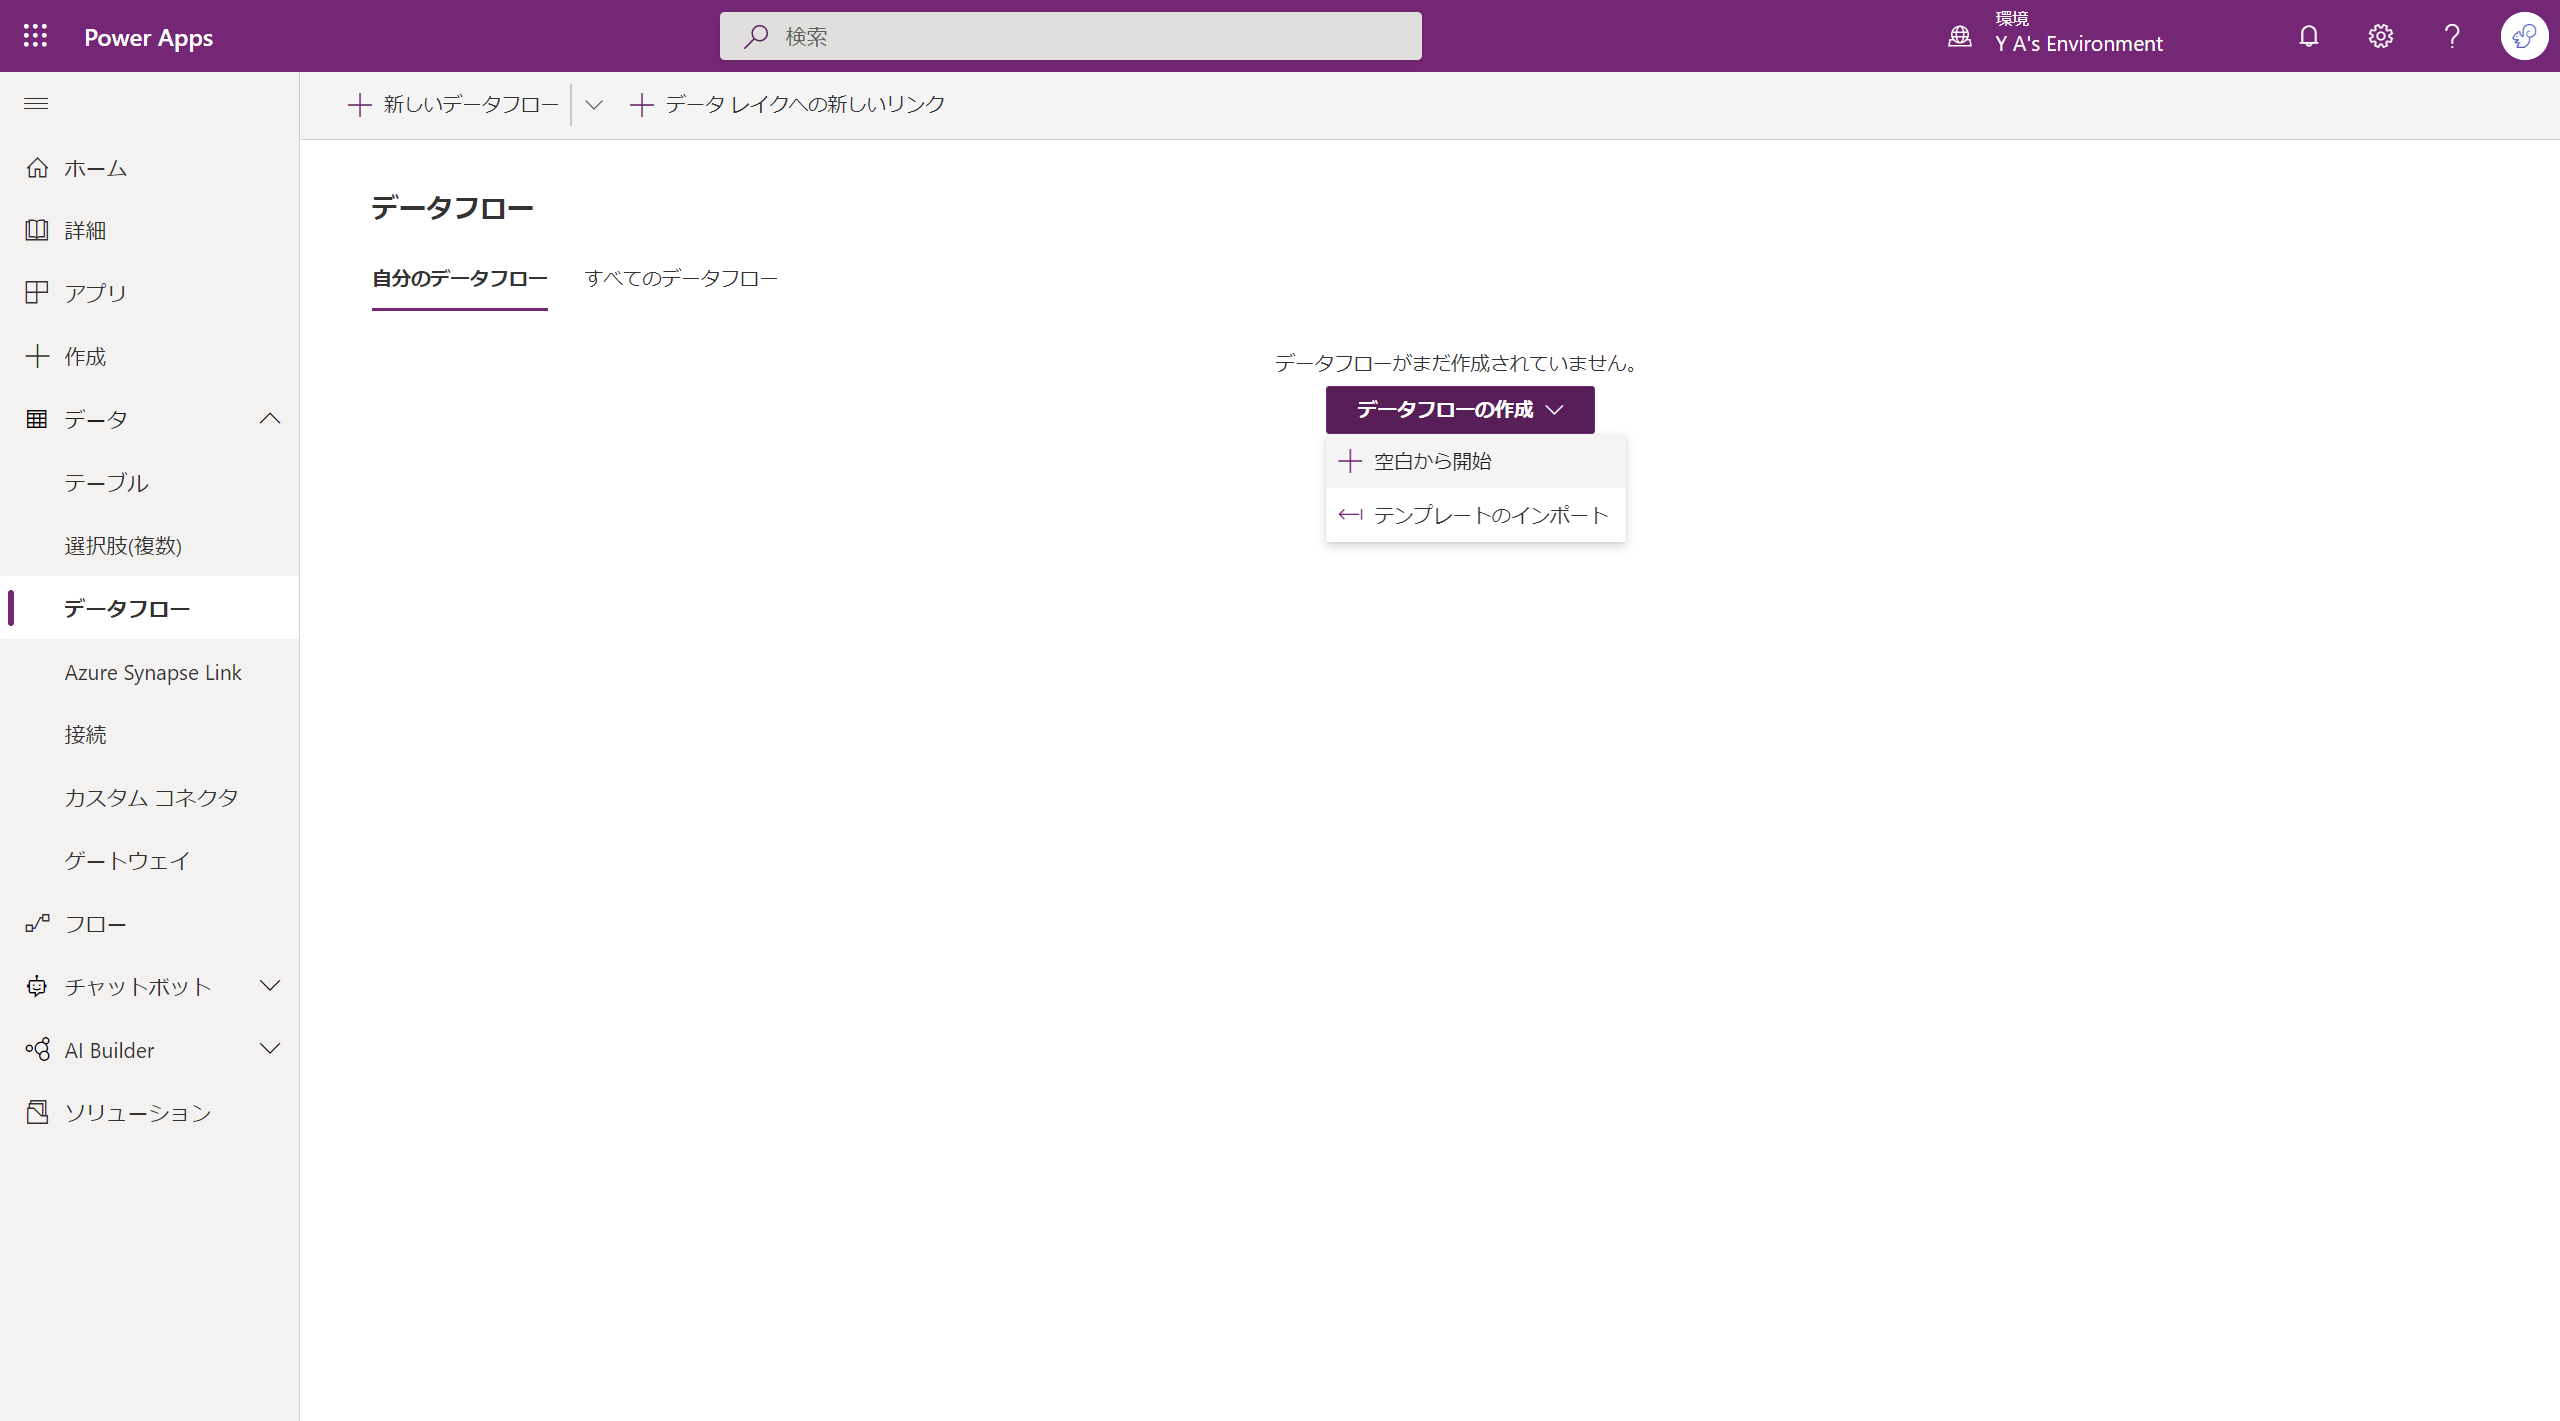 Power Apps
検索
環境
Y A's Environment
新しいデータフロー
データ レイクへの新しいリンク
ホーム
詳細
アプリ
作成
データ
テーブル
選択肢(複数)
データフロー
Azure Synapse Link
接続
カスタム コネクタ
ゲートウェイ
フロー
チャットボット
AI Builder
ソリューション
データフロー
自分のデータフロー
すべてのデータフロー
データフローがまだ作成されていません。
データフローの作成
空白から開始
テンプレートのインポート